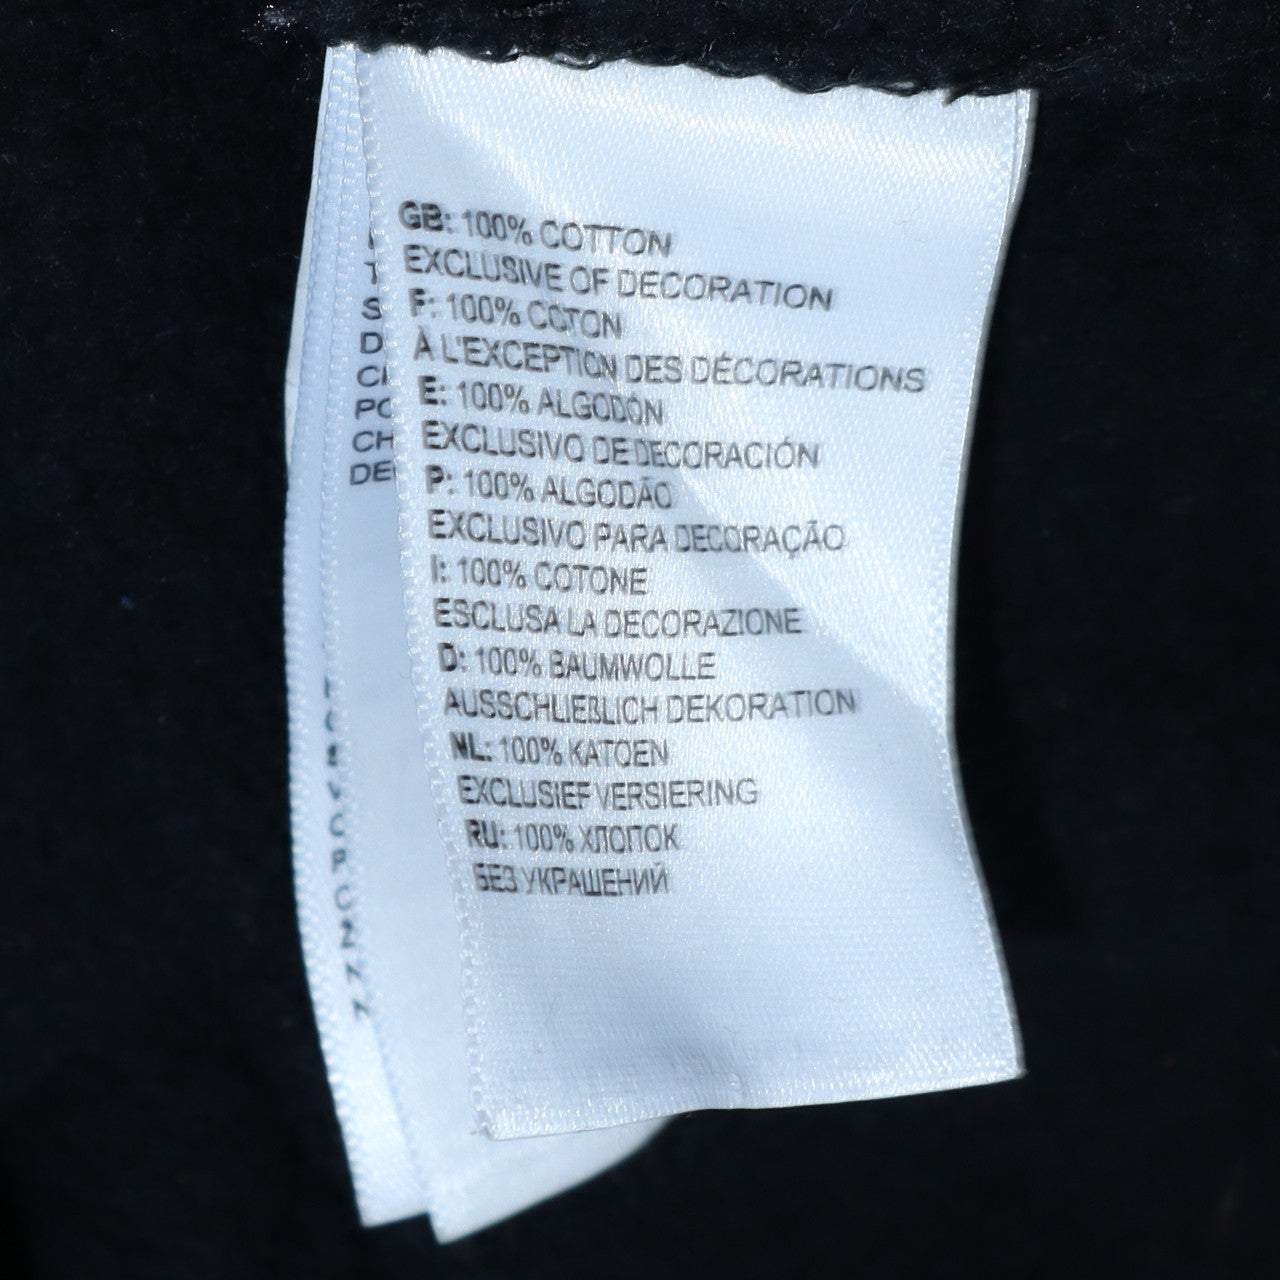 GB: 100% COTTON
EXCLUSIVE OF DECORATION
F: 100% COTON
À L'EXCEPTION DES DÉCORATIONS
E: 100% ALGODÓN
EXCLUSIVO DE DECORACIÓN
P: 100% ALGODÃO
EXCLUSIVO PARA DECORAÇÃO
I: 100% COTONE
ESCLUSA LA DECORAZIONE
D: 100% BAUMWOLLE
AUSSCHLIEßLICH DEKORATION
NL: 100% KATOEN
EXCLUSIEF VERSIERING
RU: 100% ХЛОПОК
БЕЗ УКРАШЕНИЙ